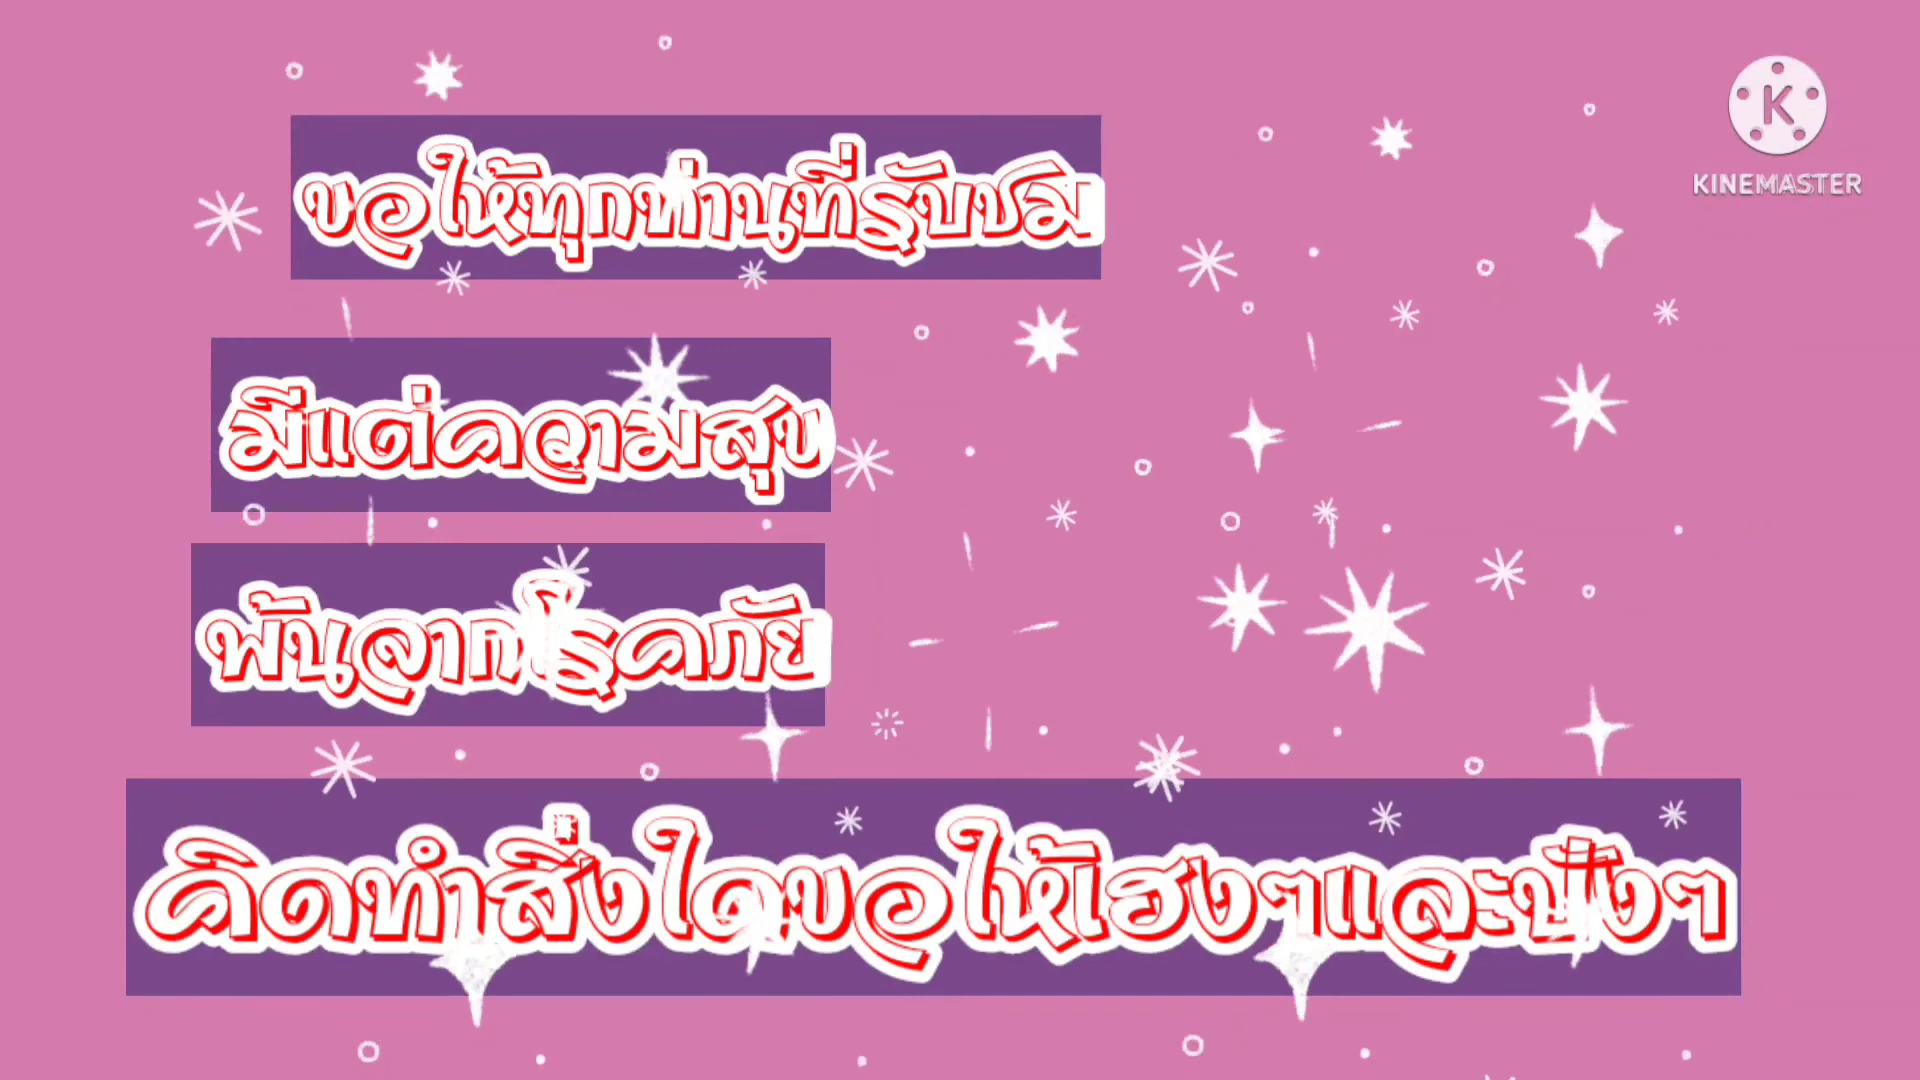 ขอให้ทุกท่านที่รับชม
KINEMASTER
มีแต่ความสุข
พ้นจากโรคภัย
คิดทำสิ่งใดขอให้เฮงๆและปังๆ